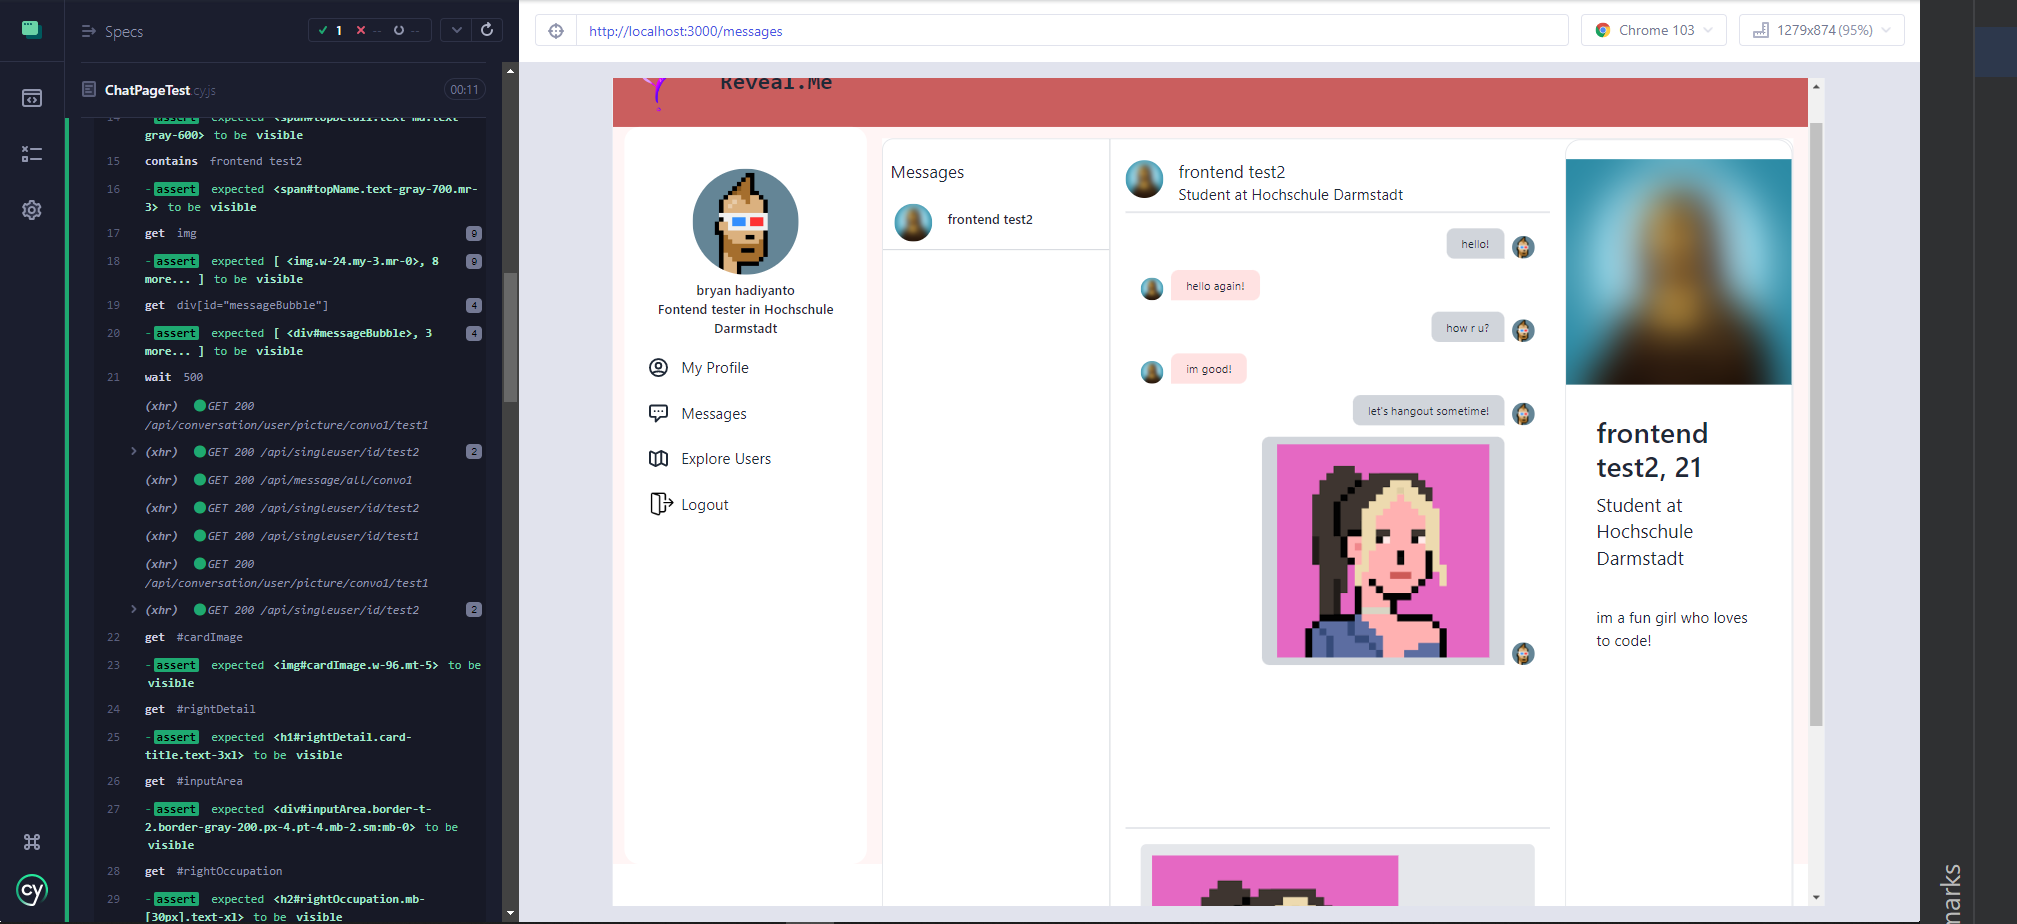 Specs
1
--
--
http://localhost:3000/messages
Chrome 103
1279x874 (95%)
ChatPageTest.cy.js
00:11
14 -assert expected <span#topDetail.text-md.text-
gray-600> to be visible
15 contains frontend test2
16 -assert expected <span#topName.text-gray-700.mr-
3> to be visible
17 get img 9
18 -assert expected [ <img.w-24.my-3.mr-0>, 8 9
more... ] to be visible
19 get div[id="messageBubble"] 4
20 -assert expected [ <div#messageBubble>, 3 4
more... ] to be visible
21 wait 500
(xhr) GET 200
/api/conversation/user/picture/convo1/test1
(xhr) GET 200 /api/singleuser/id/test2 2
(xhr) GET 200 /api/message/all/convo1
(xhr) GET 200 /api/singleuser/id/test2
(xhr) GET 200 /api/singleuser/id/test1
(xhr) GET 200
/api/conversation/user/picture/convo1/test1
(xhr) GET 200 /api/singleuser/id/test2 2
22 get #cardImage
23 -assert expected <img#cardImage.w-96.mt-5> to be
visible
24 get #rightDetail
25 -assert expected <h1#rightDetail.card-
title.text-3xl> to be visible
26 get #inputArea
27 -assert expected <div#inputArea.border-t-
2.border-gray-200.px-4.pt-4.mb-2.sm:mb-0> to be
visible
28 get #rightOccupation
29 -assert expected <h2#rightOccupation.mb-
[30px].text-xl> to be visible
cy
Reveal.Me
bryan hadiyanto
Fontend tester in Hochschule
Darmstadt
My Profile
Messages
Explore Users
Logout
Messages
frontend test2
frontend test2
Student at Hochschule Darmstadt
hello!
hello again!
how r u?
im good!
let's hangout sometime!
frontend
test2, 21
Student at
Hochschule
Darmstadt
im a fun girl who loves
to code!
marks